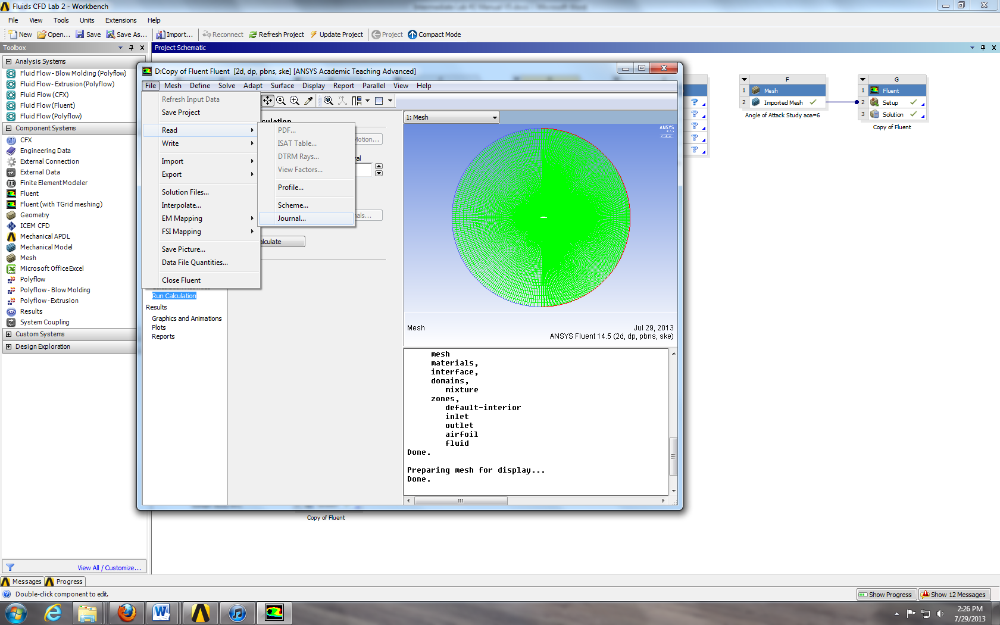 Fluids CFD Lab 2 - Workbench
File View Tools Units Extensions Help
New Open... Save Save As... Import... Reconnect Refresh Project Update Project Project Compact Mode
Toolbox
Project Schematic
Analysis Systems
Fluid Flow - Blow Molding (Polyflow)
Fluid Flow - Extrusion (Polyflow)
Fluid Flow (CFX)
Fluid Flow (Fluent)
Fluid Flow (Polyflow)
Component Systems
CFX
Engineering Data
External Connection
External Data
Finite Element Modeler
Fluent
Fluent (with TGrid meshing)
Geometry
ICEM CFD
Mechanical APDL
Mechanical Model
Mesh
Microsoft Office Excel
Polyflow
Polyflow - Blow Molding
Polyflow - Extrusion
Results
System Coupling
Custom Systems
Design Exploration
View All / Customize...
D:Copy of Fluent Fluent [2d, dp, pbns, ske] [ANSYS Academic Teaching Advanced]
File Mesh Define Solve Adapt Surface Display Report Parallel View Help
Refresh Input Data
Save Project
Read
Write
Import
Export
Solution Files...
Interpolate...
EM Mapping
FSI Mapping
Save Picture...
Data File Quantities...
Close Fluent
PDF...
ISAT Table...
DTRM Rays...
View Factors...
Profile...
Scheme...
Journal...
Run Calculation
Results
Graphics and Animations
Plots
Reports
1: Mesh
ANSYS
Mesh
Jul 29, 2013
ANSYS Fluent 14.5 (2d, dp, pbns, ske)
mesh
materials,
interface,
domains,
mixture
zones,
default-interior
inlet
outlet
airfoil
fluid
Done.
Preparing mesh for display...
Done.
F
1 Mesh
2 Imported Mesh
Angle of Attack Study aoa=6
G
1 Fluent
2 Setup
3 Solution
Copy of Fluent
Copy of Fluent
Messages Progress
Double-click component to edit.
Show Progress Show 12 Messages
2:26 PM
7/29/2013